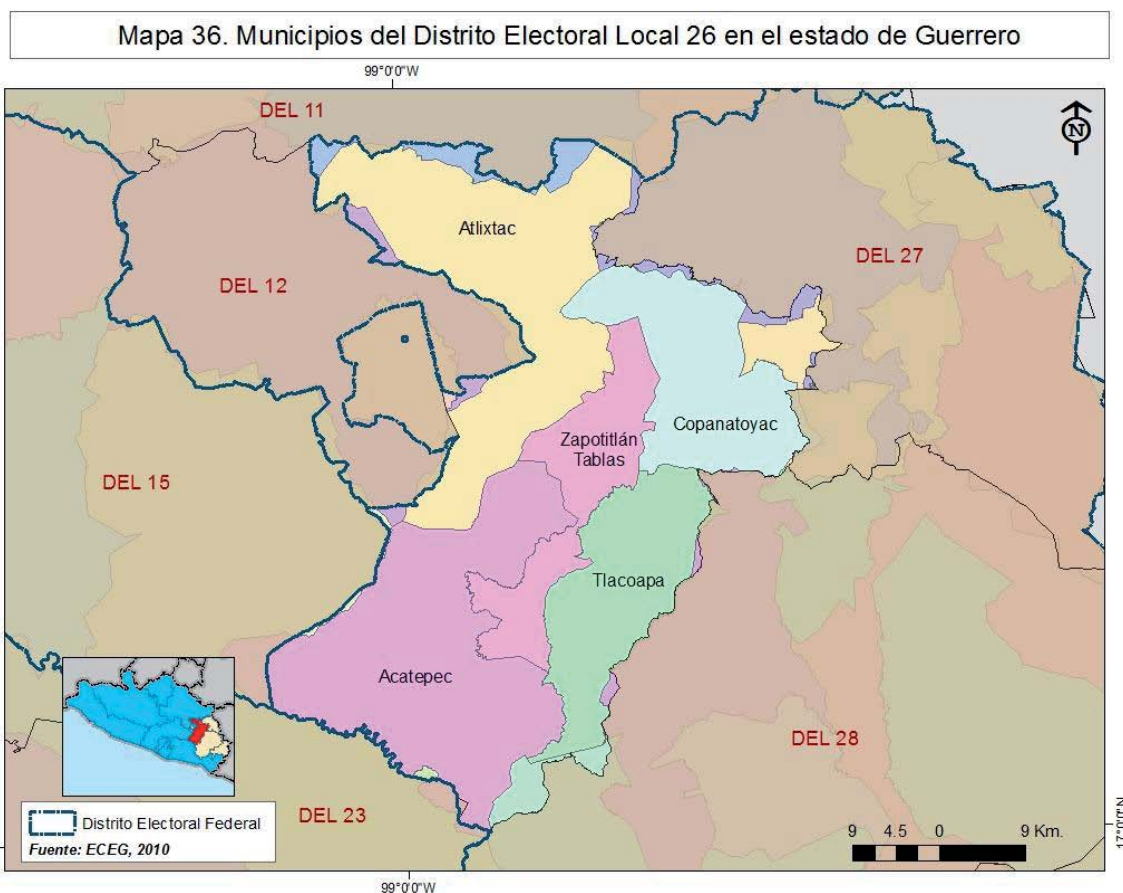 Mapa 36. Municipios del Distrito Electoral Local 26 en el estado de Guerrero
99°0'0"W
DEL 11
N
Atlixtac
DEL 27
DEL 12
Copanatoyac
Zapotitlán
Tablas
DEL 15
Tlacoapa
Acatepec
DEL 28
DEL 23
Distrito Electoral Federal
Fuente: ECEG, 2010
9 4.5 0 9 Km.
17°0'0"N
99°0'0"W